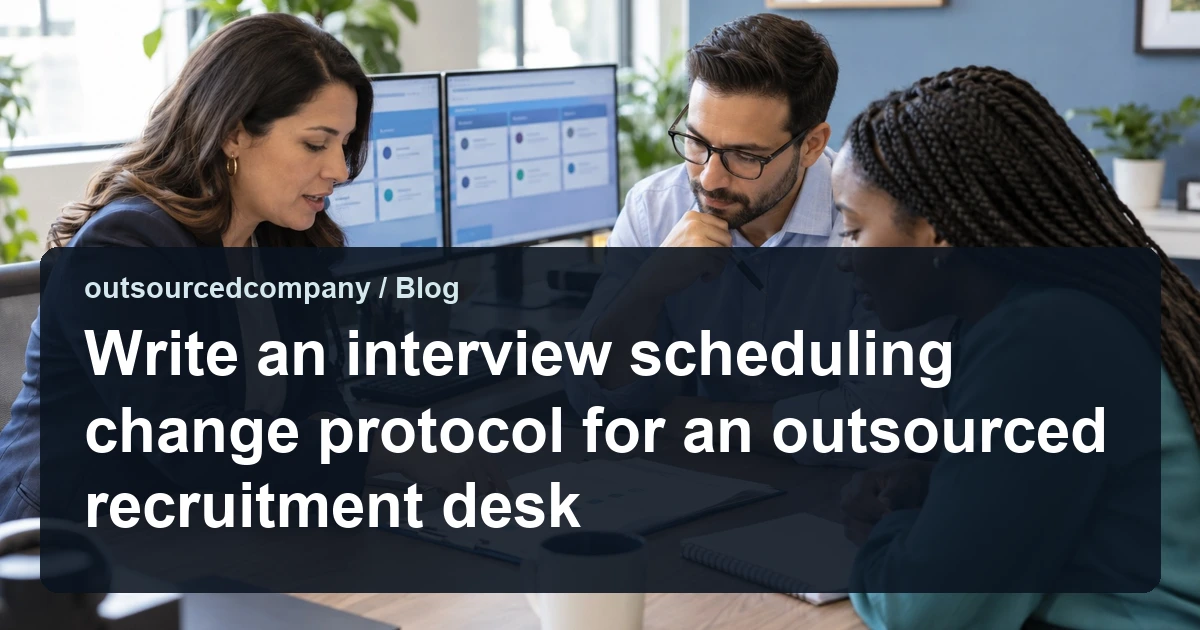 outsourcedcompany / Blog
Write an interview scheduling
change protocol for an outsourced
recruitment desk